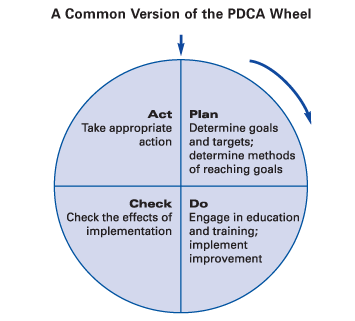 A Common Version of the PDCA Wheel
Act
Take appropriate
action
Plan
Determine goals
and targets;
determine methods
of reaching goals
Check
Check the effects of
implementation
Do
Engage in education
and training;
implement
improvement